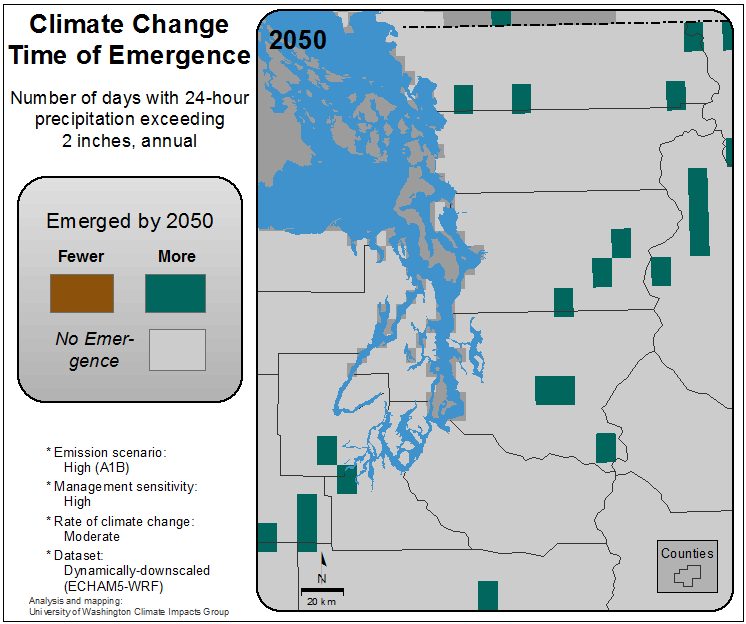 Climate Change
Time of Emergence
Number of days with 24-hour
precipitation exceeding
2 inches, annual
Emerged by 2050
Fewer More
No Emer-
gence
* Emission scenario:
High (A1B)
* Management sensitivity:
High
* Rate of climate change:
Moderate
* Dataset:
Dynamically-downscaled
(ECHAM5-WRF)
Analysis and mapping:
University of Washington Climate Impacts Group
2050
N
20 km
Counties